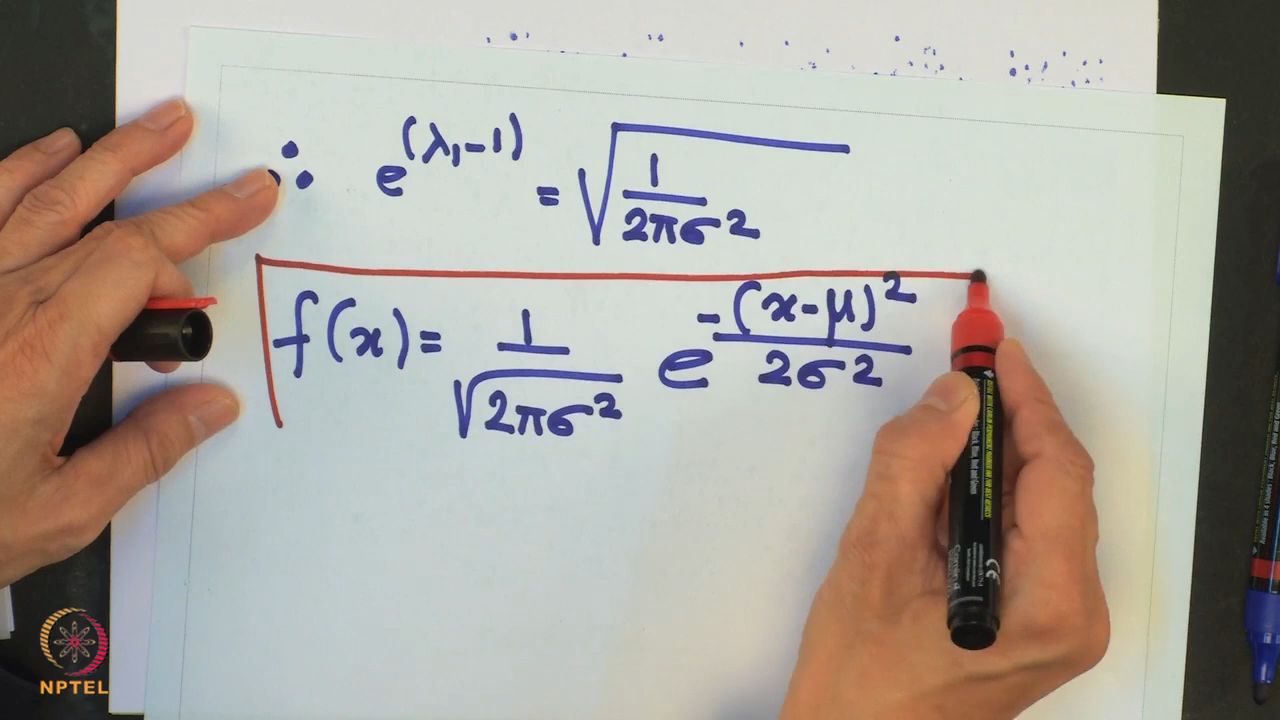 ∴ e^(λ₁-1) = √(1/2πσ²)
f(x) = 1/√(2πσ²) e^(-(x-μ)²/2σ²)
NPTEL